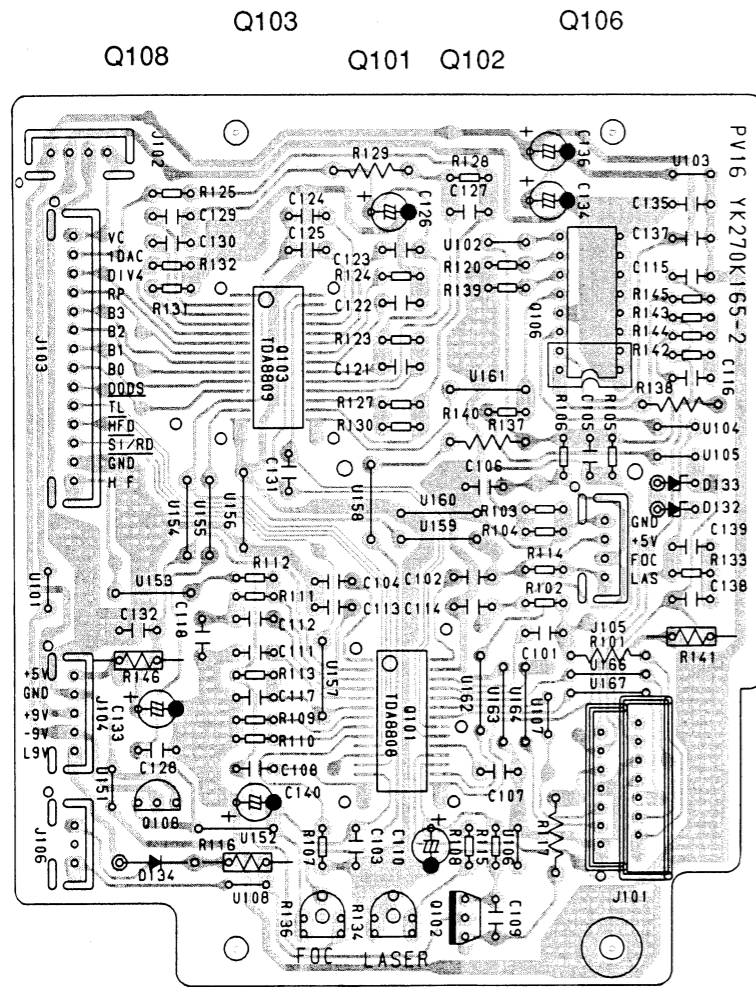 Q103 Q106
Q108 Q101 Q102
PV16 YK270K165-2
J102
R129
R128
C127
C136
U103
R125
C124
C126
C134
C135
C129
C125
C137
C130
C123
U102
R132
R124
R120
C115
R131
C122
R139
U106
R145
R143
R144
R142
J103
VC
1DAC
DIV4
RP
B3
B2
B1
B0
DODS
TL
HFD
SI/RD
GND
H F
Q103
TDA8809
R123
C121
U161
C116
R127
R140
R138
R130
R137
R106
C105
R105
U104
C131
C106
U105
U154
U155
U156
U158
U160
R103
D133
U159
R104
D132
GND
+5V
FOC
LAS
C139
R114
R133
R102
C138
U101
U153
R112
C104
C102
R111
C113
C114
C132
C118
C112
C101
J105
R101
R141
R146
C111
U157
U166
+5V
GND
+9V
-9V
L9V
J104
R113
U167
C133
C117
Q101
TDA8808
U162
U163
U164
U107
R109
R110
C128
C108
C107
U151
Q108
C140
J106
U152
R107
C103
C110
R108
R115
U106
R117
R116
D134
U108
R136
R134
Q102
C109
J101
FOC LASER